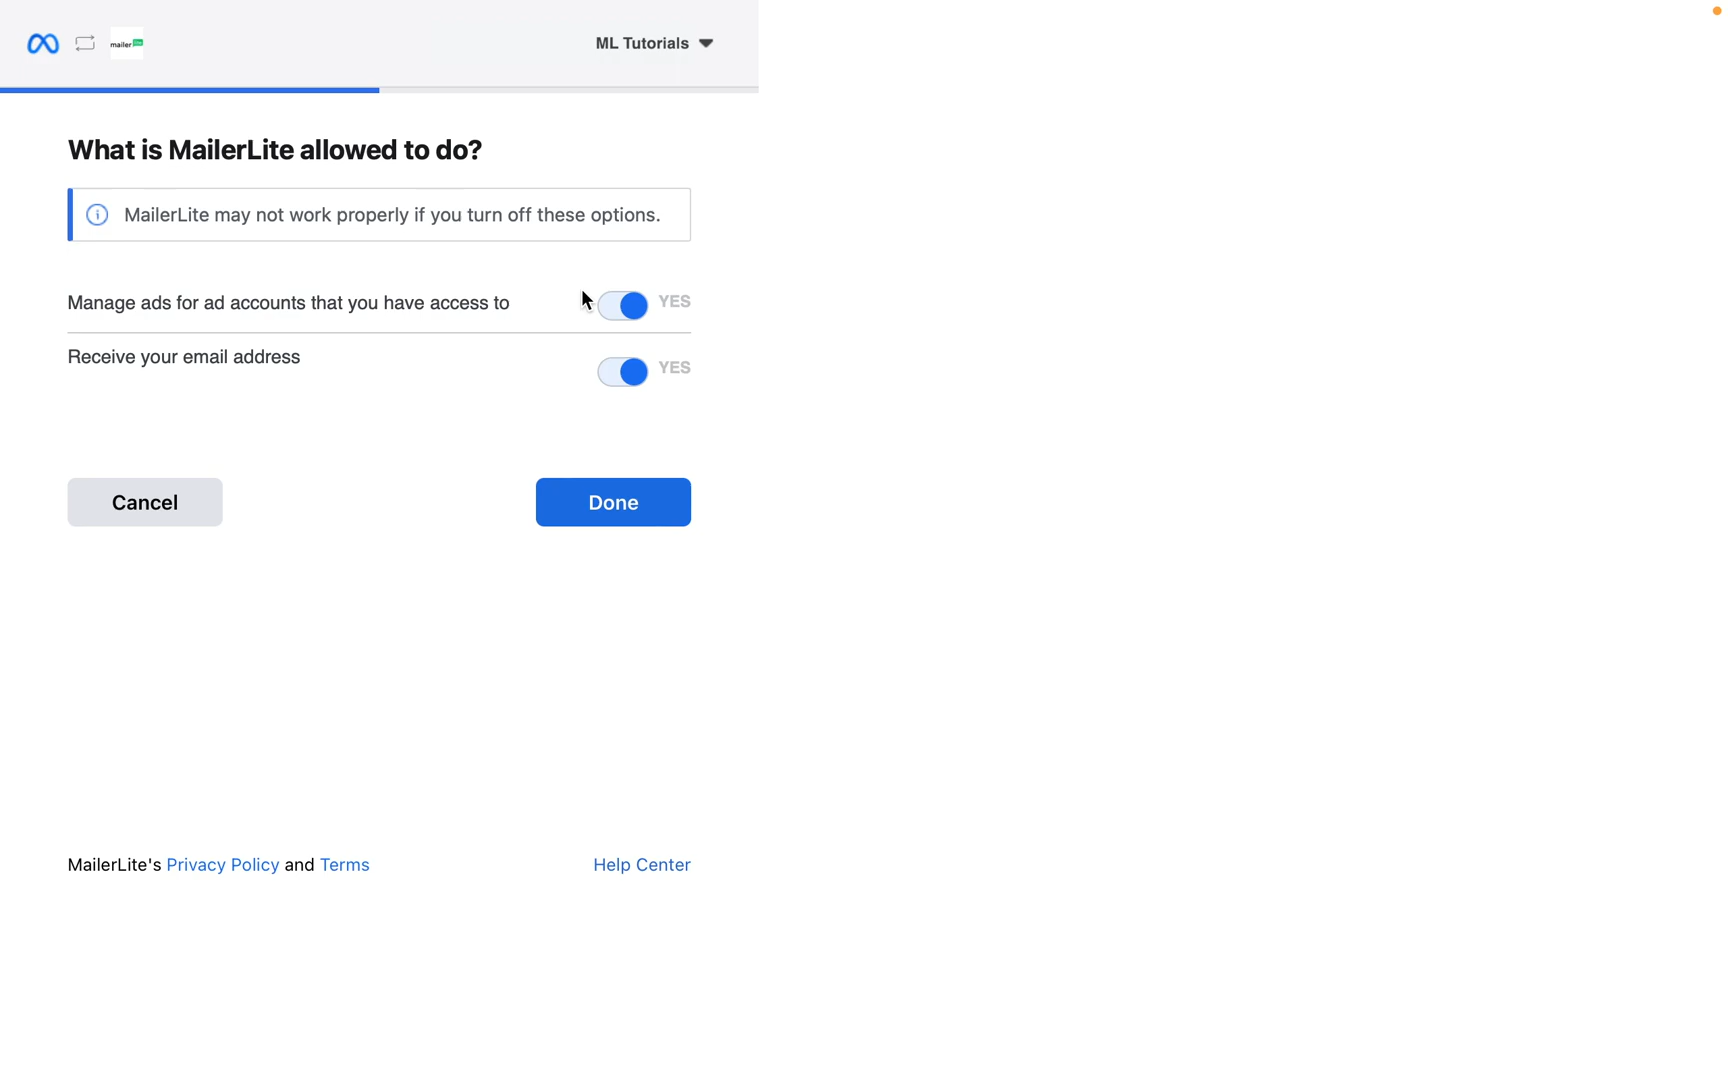 mailer lite
ML Tutorials
What is MailerLite allowed to do?
MailerLite may not work properly if you turn off these options.
Manage ads for ad accounts that you have access to
YES
Receive your email address
YES
Cancel
Done
MailerLite's Privacy Policy and Terms
Help Center